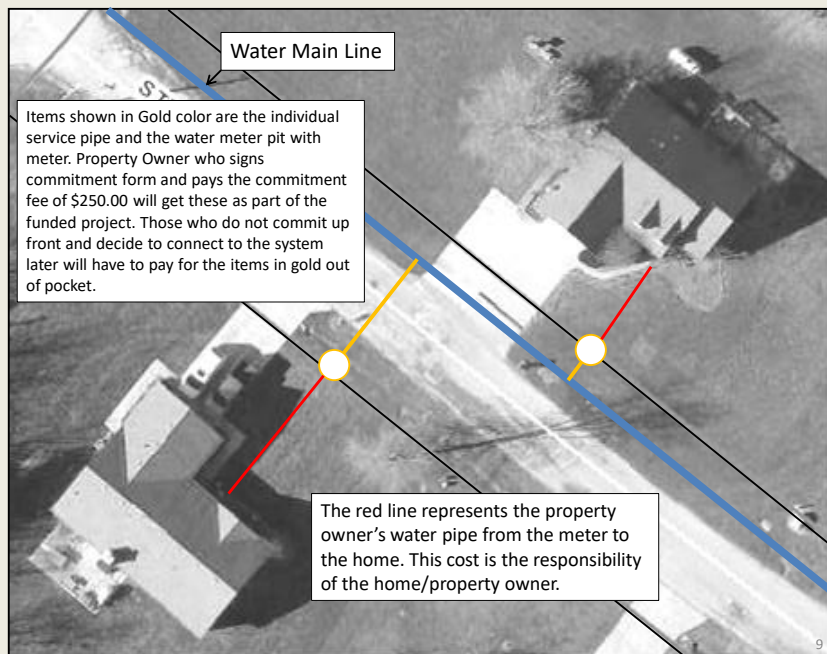 Water Main Line
Items shown in Gold color are the individual
service pipe and the water meter pit with
meter. Property Owner who signs
commitment form and pays the commitment
fee of $250.00 will get these as part of the
funded project. Those who do not commit up
front and decide to connect to the system
later will have to pay for the items in gold out
of pocket.
The red line represents the property
owner’s water pipe from the meter to
the home. This cost is the responsibility
of the home/property owner.
9